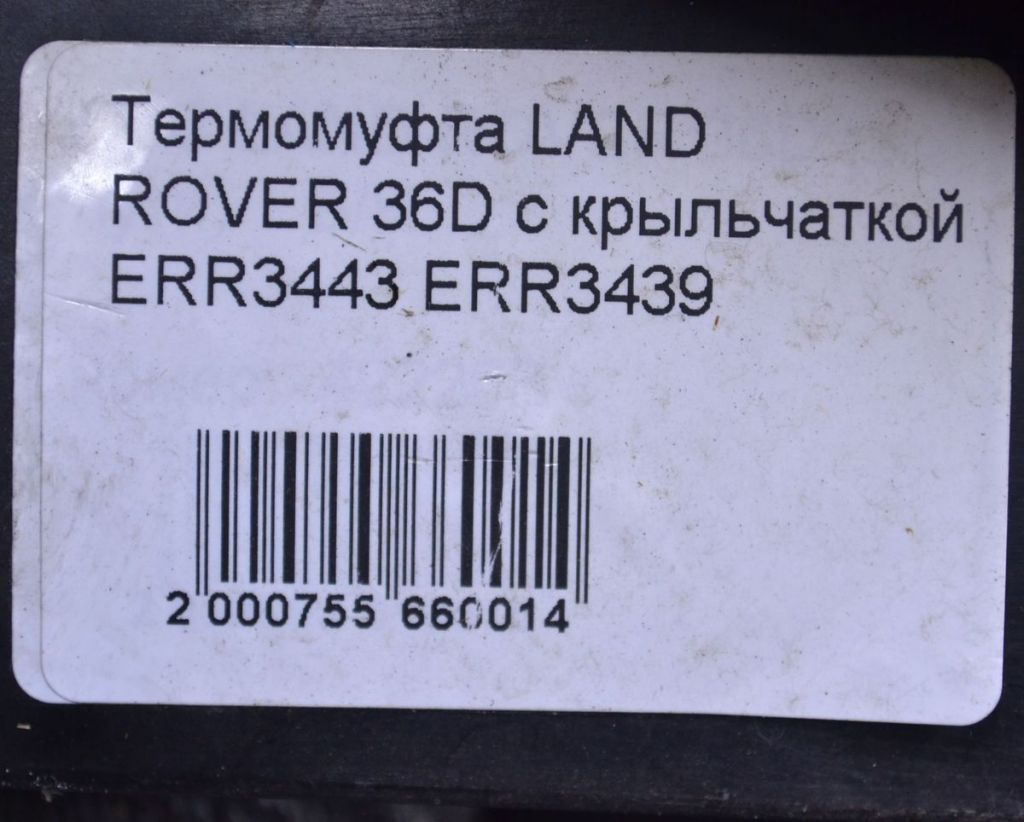 Термомуфта LAND
ROVER 36D с крыльчаткой
ERR3443 ERR3439
2 000755 660014